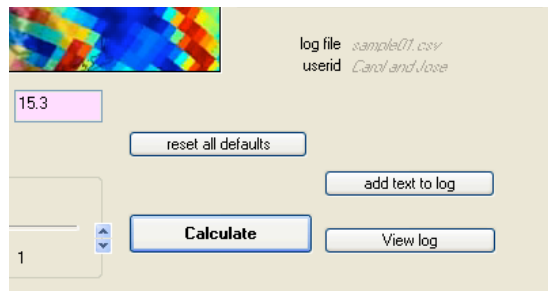 log file sample01.csv
userid Carol and Jose
15.3
reset all defaults
add text to log
Calculate
View log
1